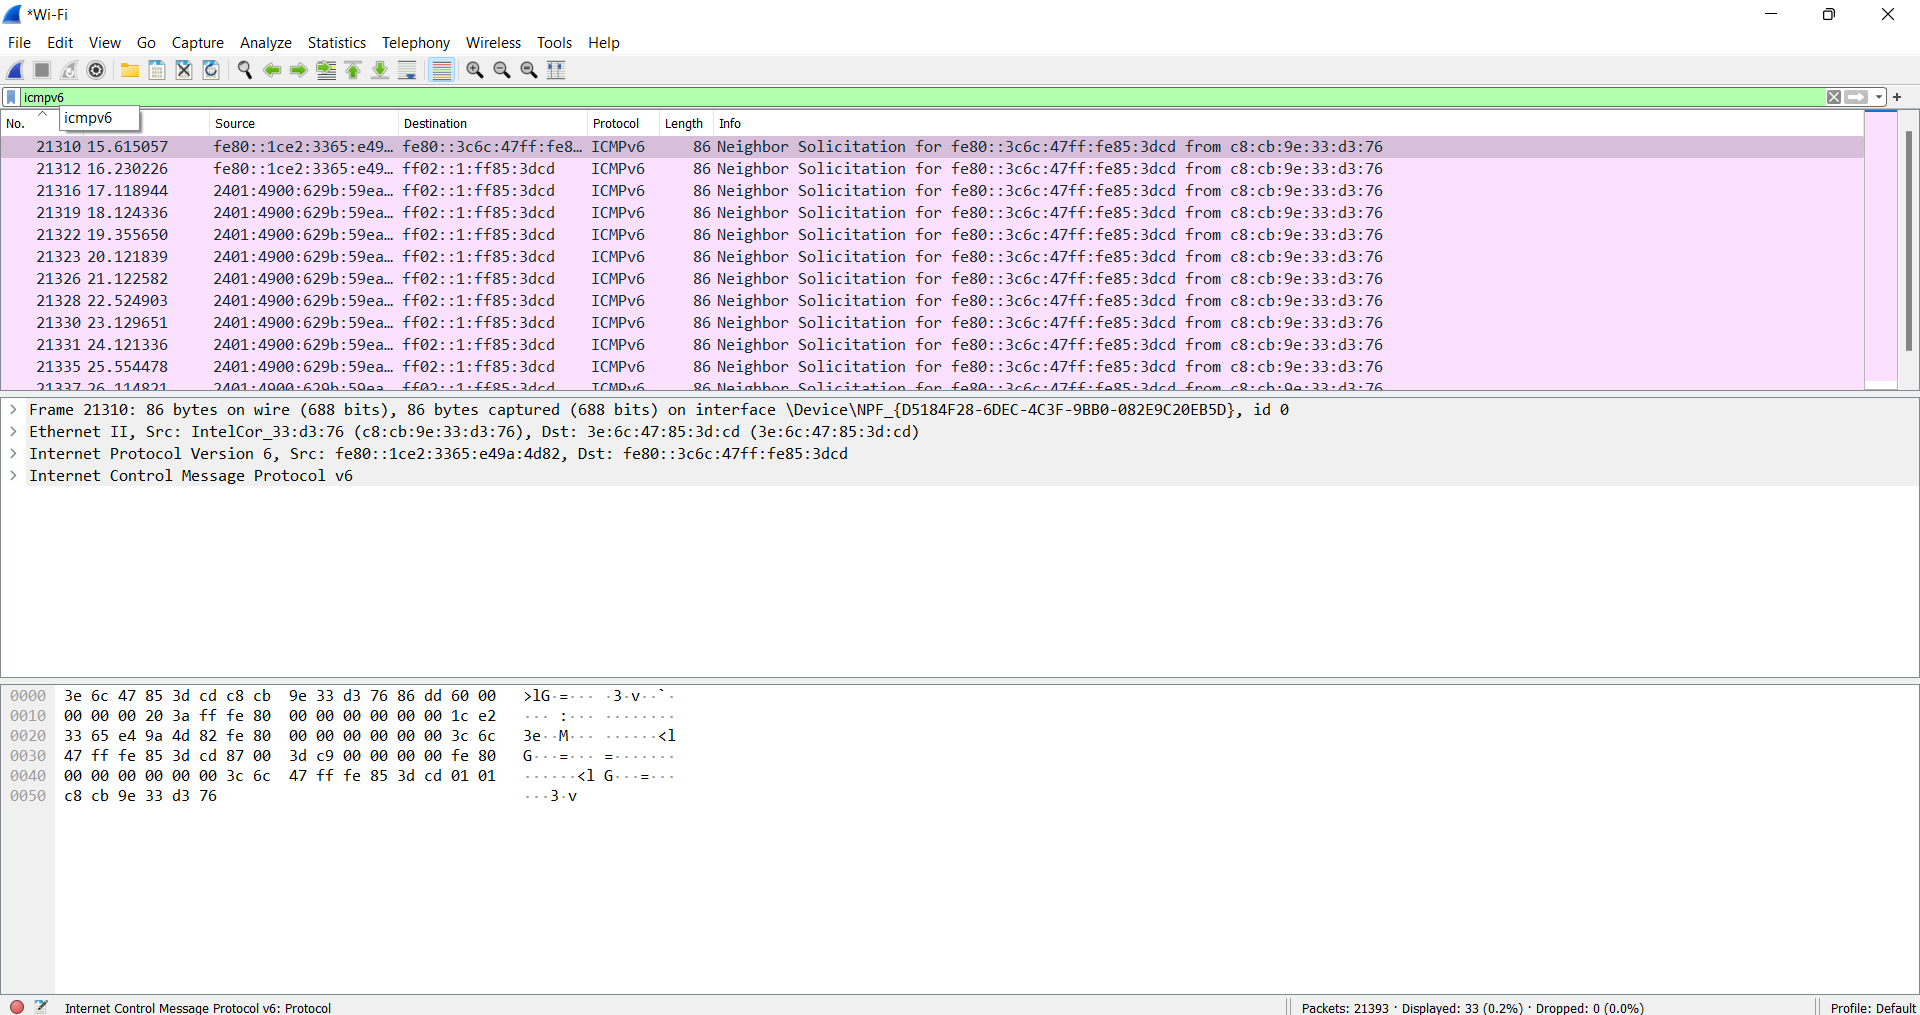 *Wi-Fi
File Edit View Go Capture Analyze Statistics Telephony Wireless Tools Help
icmpv6
icmpv6
No. Source Destination Protocol Length Info
21310 15.615057 fe80::1ce2:3365:e49… fe80::3c6c:47ff:fe8… ICMPv6 86 Neighbor Solicitation for fe80::3c6c:47ff:fe85:3dcd from c8:cb:9e:33:d3:76
21312 16.230226 fe80::1ce2:3365:e49… ff02::1:ff85:3dcd ICMPv6 86 Neighbor Solicitation for fe80::3c6c:47ff:fe85:3dcd from c8:cb:9e:33:d3:76
21316 17.118944 2401:4900:629b:59ea… ff02::1:ff85:3dcd ICMPv6 86 Neighbor Solicitation for fe80::3c6c:47ff:fe85:3dcd from c8:cb:9e:33:d3:76
21319 18.124336 2401:4900:629b:59ea… ff02::1:ff85:3dcd ICMPv6 86 Neighbor Solicitation for fe80::3c6c:47ff:fe85:3dcd from c8:cb:9e:33:d3:76
21322 19.355650 2401:4900:629b:59ea… ff02::1:ff85:3dcd ICMPv6 86 Neighbor Solicitation for fe80::3c6c:47ff:fe85:3dcd from c8:cb:9e:33:d3:76
21323 20.121839 2401:4900:629b:59ea… ff02::1:ff85:3dcd ICMPv6 86 Neighbor Solicitation for fe80::3c6c:47ff:fe85:3dcd from c8:cb:9e:33:d3:76
21326 21.122582 2401:4900:629b:59ea… ff02::1:ff85:3dcd ICMPv6 86 Neighbor Solicitation for fe80::3c6c:47ff:fe85:3dcd from c8:cb:9e:33:d3:76
21328 22.524903 2401:4900:629b:59ea… ff02::1:ff85:3dcd ICMPv6 86 Neighbor Solicitation for fe80::3c6c:47ff:fe85:3dcd from c8:cb:9e:33:d3:76
21330 23.129651 2401:4900:629b:59ea… ff02::1:ff85:3dcd ICMPv6 86 Neighbor Solicitation for fe80::3c6c:47ff:fe85:3dcd from c8:cb:9e:33:d3:76
21331 24.121336 2401:4900:629b:59ea… ff02::1:ff85:3dcd ICMPv6 86 Neighbor Solicitation for fe80::3c6c:47ff:fe85:3dcd from c8:cb:9e:33:d3:76
21335 25.554478 2401:4900:629b:59ea… ff02::1:ff85:3dcd ICMPv6 86 Neighbor Solicitation for fe80::3c6c:47ff:fe85:3dcd from c8:cb:9e:33:d3:76
21337 26.114821 2401:4900:629b:59ea… ff02::1:ff85:3dcd ICMPv6 86 Neighbor Solicitation for fe80::3c6c:47ff:fe85:3dcd from c8:cb:9e:33:d3:76
Frame 21310: 86 bytes on wire (688 bits), 86 bytes captured (688 bits) on interface \Device\NPF_{D5184F28-6DEC-4C3F-9BB0-082E9C20EB5D}, id 0
Ethernet II, Src: IntelCor_33:d3:76 (c8:cb:9e:33:d3:76), Dst: 3e:6c:47:85:3d:cd (3e:6c:47:85:3d:cd)
Internet Protocol Version 6, Src: fe80::1ce2:3365:e49a:4d82, Dst: fe80::3c6c:47ff:fe85:3dcd
Internet Control Message Protocol v6
0000 3e 6c 47 85 3d cd c8 cb 9e 33 d3 76 86 dd 60 00 >lG·=··· ·3·v··`·
0010 00 00 00 20 3a ff fe 80 00 00 00 00 00 00 1c e2 ··· :··· ········
0020 33 65 e4 9a 4d 82 fe 80 00 00 00 00 00 00 3c 6c 3e··M··· ······<l
0030 47 ff fe 85 3d cd 87 00 3d c9 00 00 00 00 fe 80 G···=··· =·······
0040 00 00 00 00 00 00 3c 6c 47 ff fe 85 3d cd 01 01 ······<l G···=···
0050 c8 cb 9e 33 d3 76 ···3·v
Internet Control Message Protocol v6: Protocol Packets: 21393 · Displayed: 33 (0.2%) · Dropped: 0 (0.0%) Profile: Default